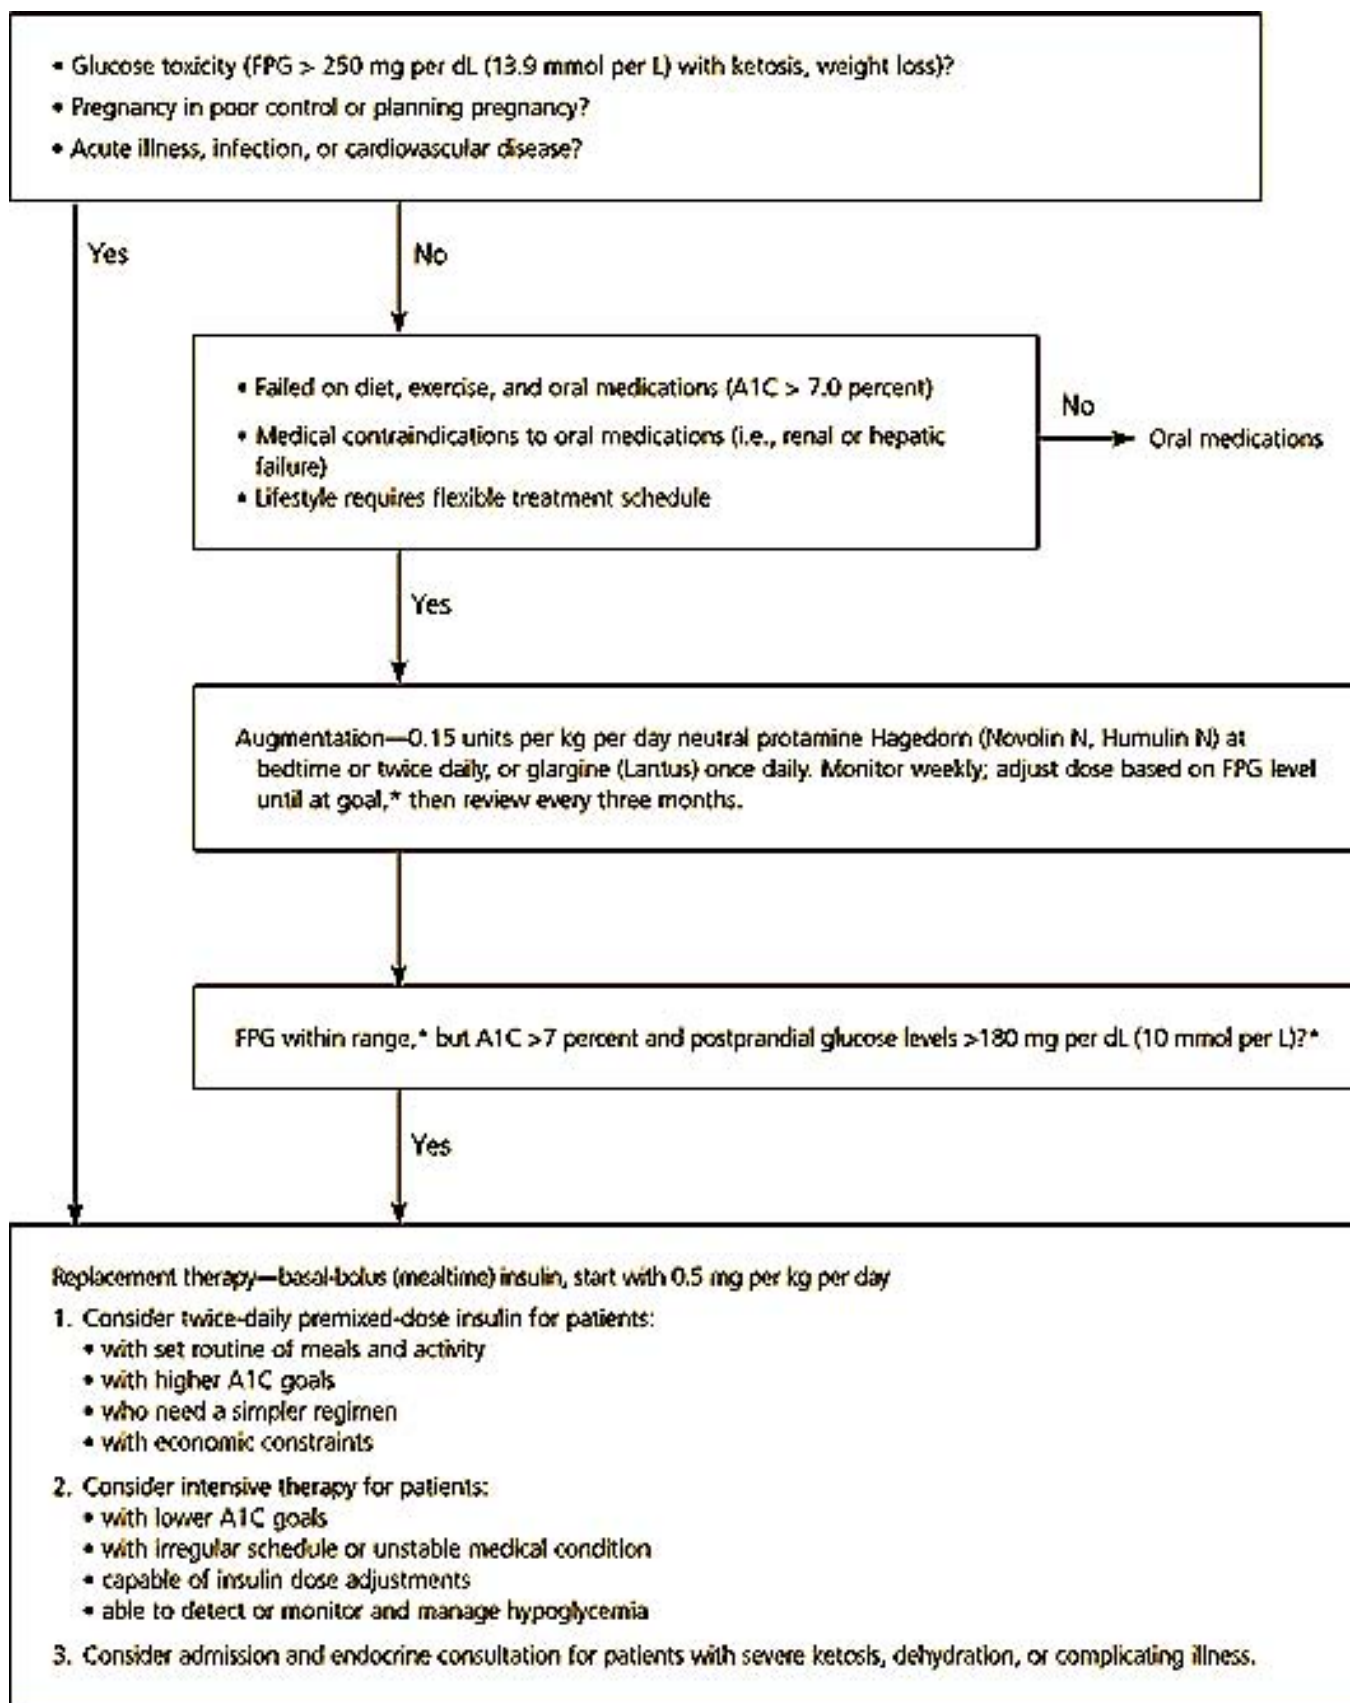 • Glucose toxicity (FPG > 250 mg per dL (13.9 mmol per L) with ketosis, weight loss)?
• Pregnancy in poor control or planning pregnancy?
• Acute illness, infection, or cardiovascular disease?
Yes
No
• Failed on diet, exercise, and oral medications (A1C > 7.0 percent)
• Medical contraindications to oral medications (i.e., renal or hepatic
failure)
• Lifestyle requires flexible treatment schedule
No
Oral medications
Yes
Augmentation—0.15 units per kg per day neutral protamine Hagedorn (Novolin N, Humulin N) at
bedtime or twice daily, or glargine (Lantus) once daily. Monitor weekly; adjust dose based on FPG level
until at goal,* then review every three months.
FPG within range,* but A1C >7 percent and postprandial glucose levels >180 mg per dL (10 mmol per L)?*
Yes
Replacement therapy—basal-bolus (mealtime) insulin, start with 0.5 mg per kg per day
1. Consider twice-daily premixed-dose insulin for patients:
• with set routine of meals and activity
• with higher A1C goals
• who need a simpler regimen
• with economic constraints
2. Consider intensive therapy for patients:
• with lower A1C goals
• with irregular schedule or unstable medical condition
• capable of insulin dose adjustments
• able to detect or monitor and manage hypoglycemia
3. Consider admission and endocrine consultation for patients with severe ketosis, dehydration, or complicating illness.